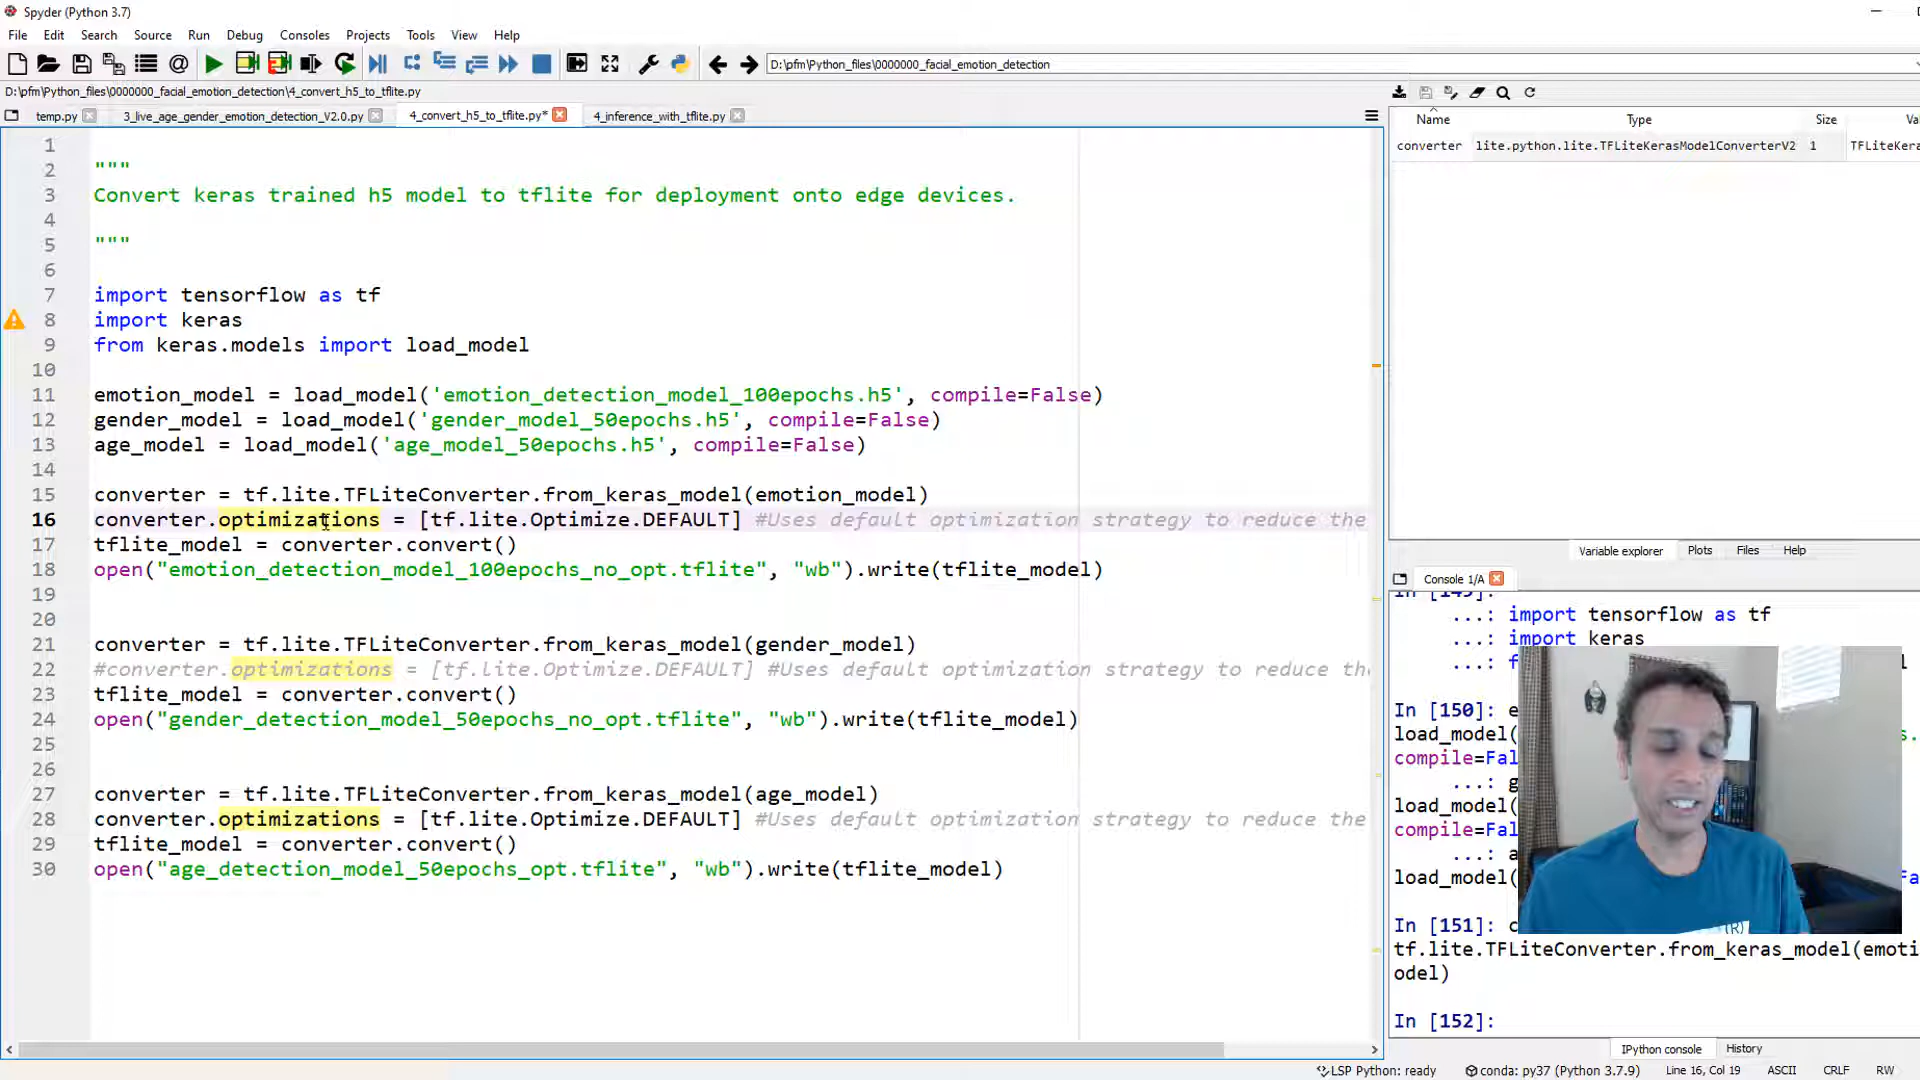 Spyder (Python 3.7)
File Edit Search Source Run Debug Consoles Projects Tools View Help
D:\pfm\Python_files\0000000_facial_emotion_detection
D:\pfm\Python_files\0000000_facial_emotion_detection\4_convert_h5_to_tflite.py
temp.py 3_live_age_gender_emotion_detection_V2.0.py 4_convert_h5_to_tflite.py* 4_inference_with_tflite.py
1
2 """
3 Convert keras trained h5 model to tflite for deployment onto edge devices.
4
5 """
6
7 import tensorflow as tf
8 import keras
9 from keras.models import load_model
10
11 emotion_model = load_model('emotion_detection_model_100epochs.h5', compile=False)
12 gender_model = load_model('gender_model_50epochs.h5', compile=False)
13 age_model = load_model('age_model_50epochs.h5', compile=False)
14
15 converter = tf.lite.TFLiteConverter.from_keras_model(emotion_model)
16 converter.optimizations = [tf.lite.Optimize.DEFAULT] #Uses default optimization strategy to reduce the
17 tflite_model = converter.convert()
18 open("emotion_detection_model_100epochs_no_opt.tflite", "wb").write(tflite_model)
19
20
21 converter = tf.lite.TFLiteConverter.from_keras_model(gender_model)
22 #converter.optimizations = [tf.lite.Optimize.DEFAULT] #Uses default optimization strategy to reduce the
23 tflite_model = converter.convert()
24 open("gender_detection_model_50epochs_no_opt.tflite", "wb").write(tflite_model)
25
26
27 converter = tf.lite.TFLiteConverter.from_keras_model(age_model)
28 converter.optimizations = [tf.lite.Optimize.DEFAULT] #Uses default optimization strategy to reduce the
29 tflite_model = converter.convert()
30 open("age_detection_model_50epochs_opt.tflite", "wb").write(tflite_model)
Name Type Size
converter lite.python.lite.TFLiteKerasModelConverterV2 1 TFLiteKera
Variable explorer Plots Files Help
Console 1/A
In [149]:
...: import tensorflow as tf
...: import keras
...: f
In [150]: e
load_model(
compile=Fal
...: g
load_model(
compile=Fal
...: a
load_model(
In [151]: c
tf.lite.TFLiteConverter.from_keras_model(emoti
odel)
In [152]:
(R)
IPython console History
LSP Python: ready conda: py37 (Python 3.7.9) Line 16, Col 19 ASCII CRLF RW